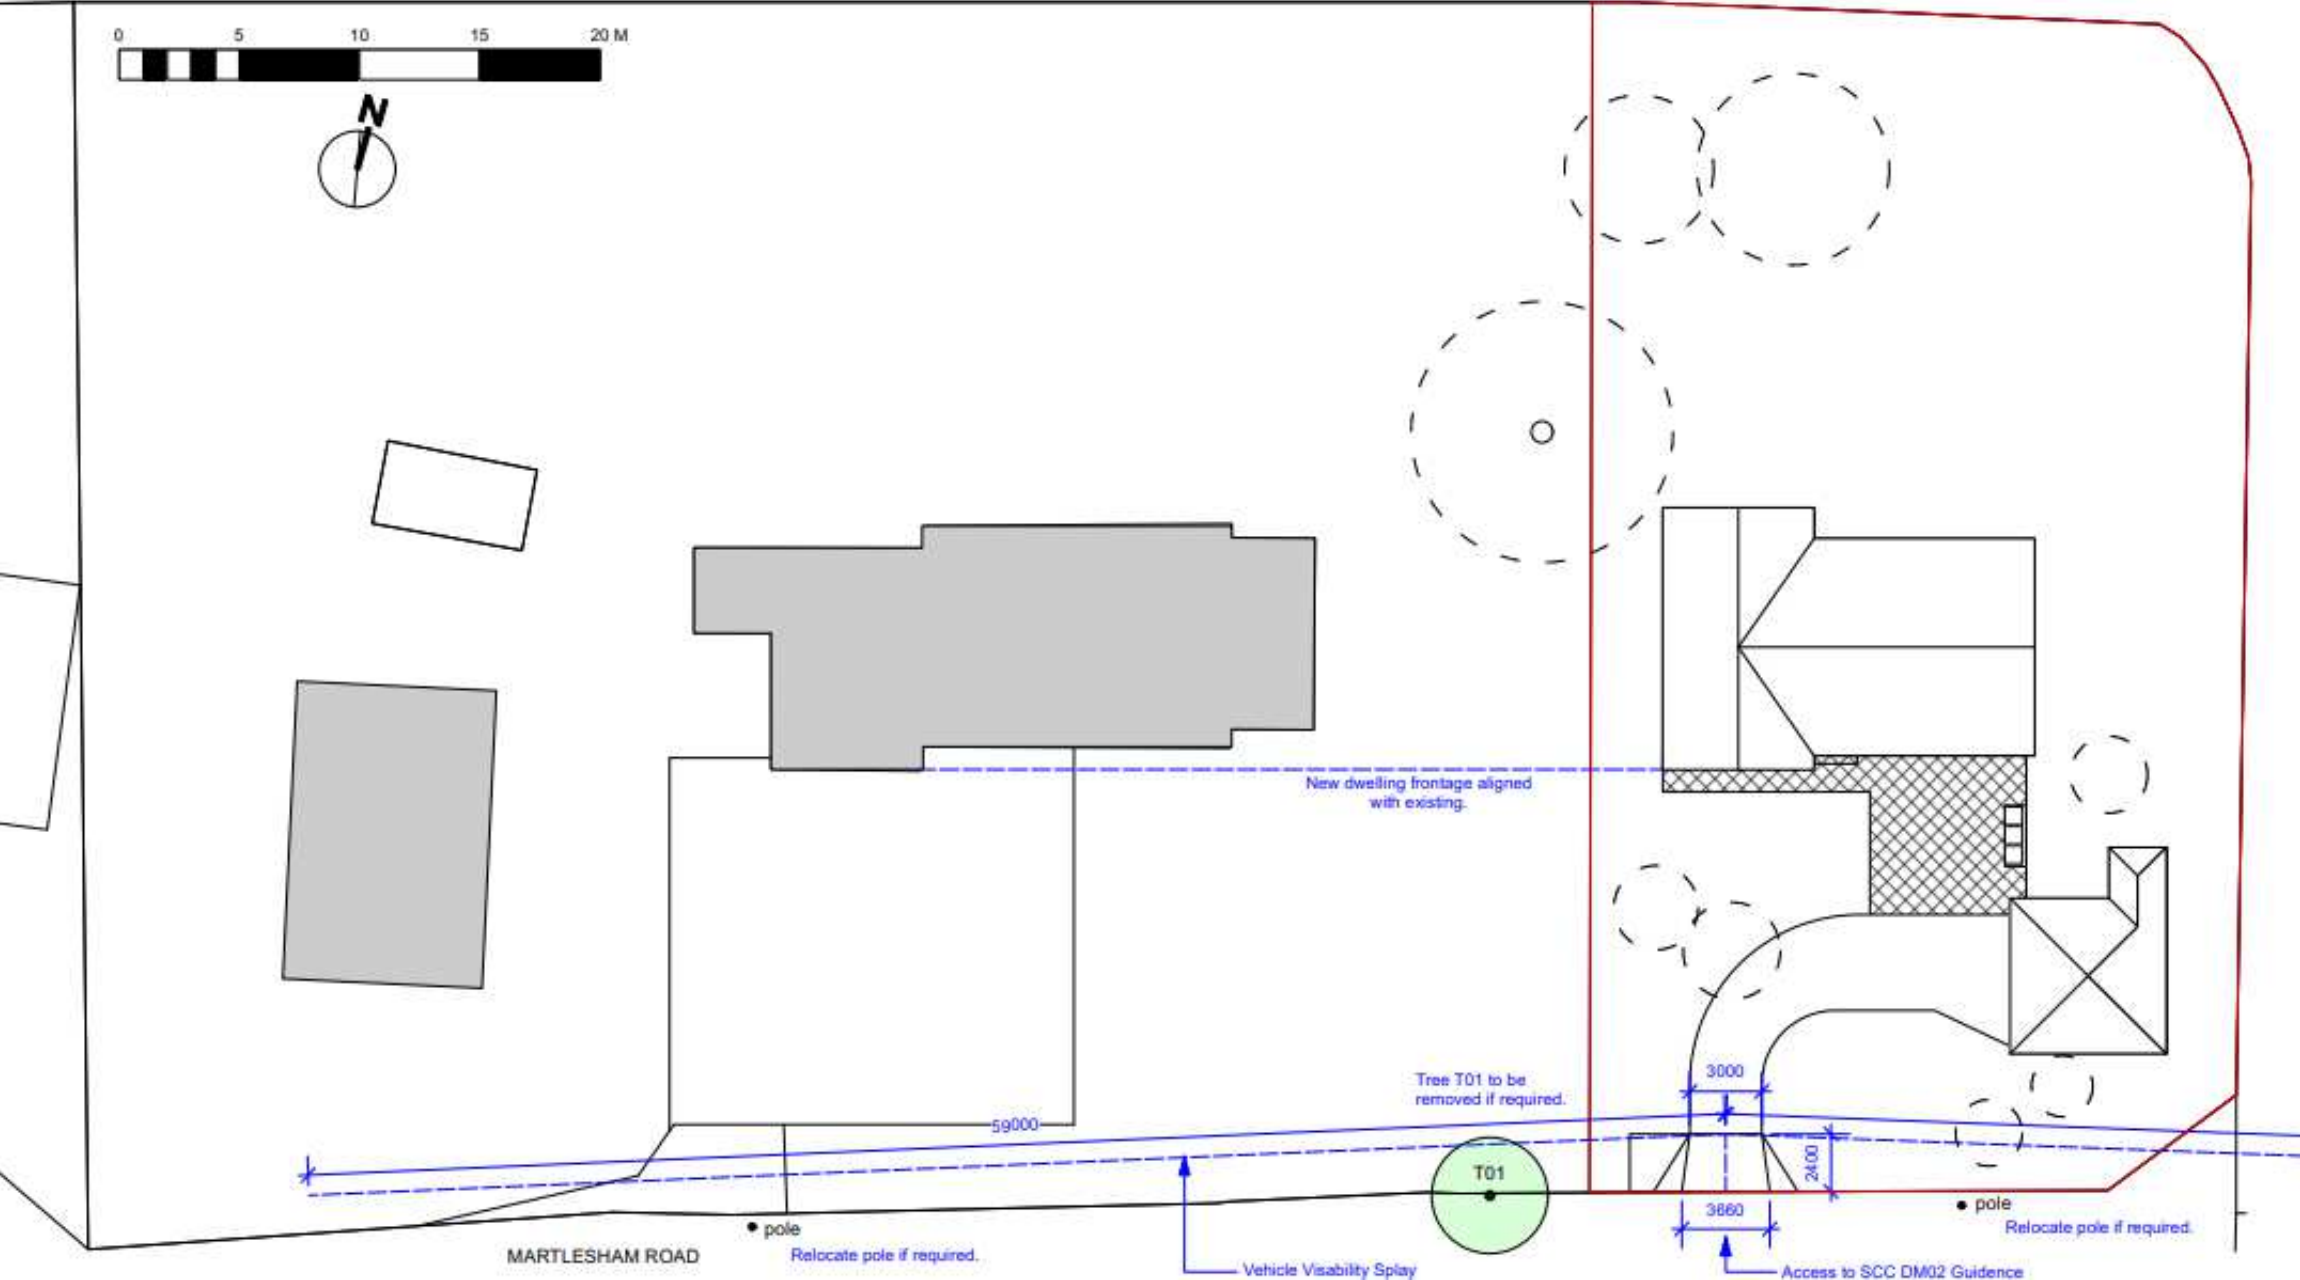 0 5 10 15 20 M
N
New dwelling frontage aligned
with existing.
Tree T01 to be
removed if required.
3000
59000
2400
T01
3660
pole
pole
Relocate pole if required.
MARTLESHAM ROAD
Relocate pole if required.
Vehicle Visability Splay
Access to SCC DM02 Guidence